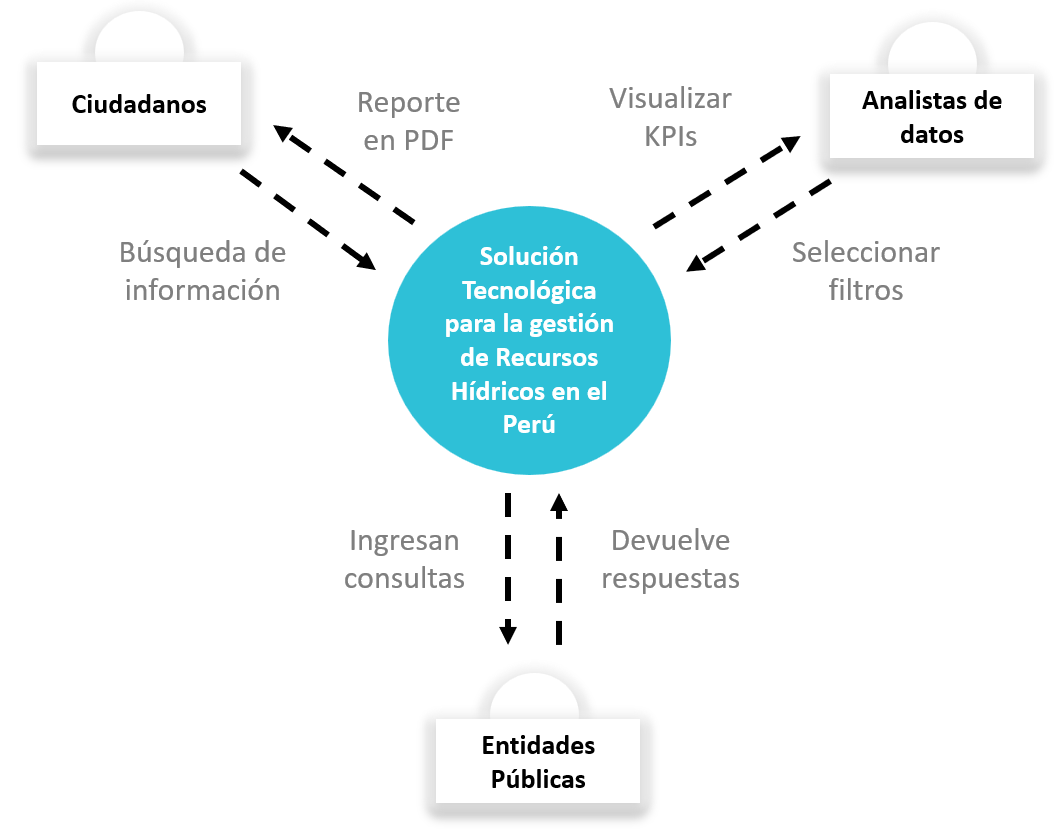 Ciudadanos
Reporte
en PDF
Visualizar
KPIs
Analistas de
datos
Búsqueda de
información
Solución
Tecnológica
para la gestión
de Recursos
Hídricos en el
Perú
Seleccionar
filtros
Ingresan
consultas
Devuelve
respuestas
Entidades
Públicas